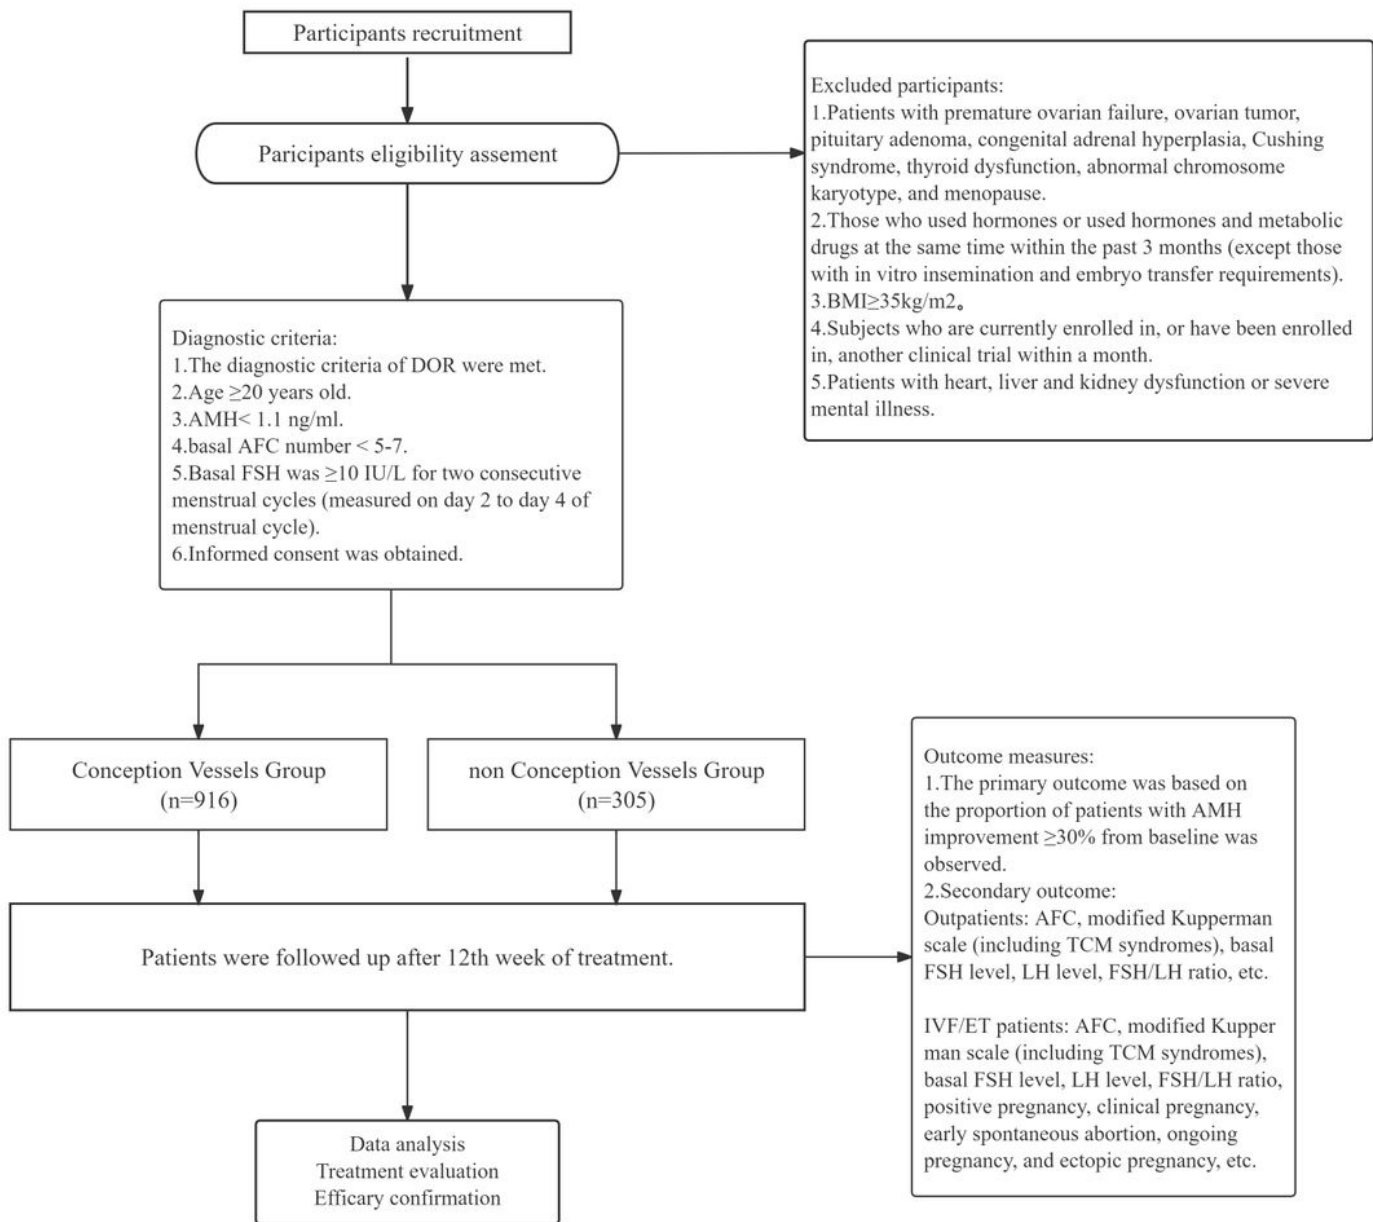 Participants recruitment
Paricipants eligibility assement
Excluded participants:
1.Patients with premature ovarian failure, ovarian tumor,
pituitary adenoma, congenital adrenal hyperplasia, Cushing
syndrome, thyroid dysfunction, abnormal chromosome
karyotype, and menopause.
2.Those who used hormones or used hormones and metabolic
drugs at the same time within the past 3 months (except those
with in vitro insemination and embryo transfer requirements).
3.BMI≥35kg/m2。
4.Subjects who are currently enrolled in, or have been enrolled
in, another clinical trial within a month.
5.Patients with heart, liver and kidney dysfunction or severe
mental illness.
Diagnostic criteria:
1.The diagnostic criteria of DOR were met.
2.Age ≥20 years old.
3.AMH< 1.1 ng/ml.
4.basal AFC number < 5-7.
5.Basal FSH was ≥10 IU/L for two consecutive
menstrual cycles (measured on day 2 to day 4 of
menstrual cycle).
6.Informed consent was obtained.
Conception Vessels Group
(n=916)
non Conception Vessels Group
(n=305)
Patients were followed up after 12th week of treatment.
Outcome measures:
1.The primary outcome was based on
the proportion of patients with AMH
improvement ≥30% from baseline was
observed.
2.Secondary outcome:
Outpatients: AFC, modified Kupperman
scale (including TCM syndromes), basal
FSH level, LH level, FSH/LH ratio, etc.
IVF/ET patients: AFC, modified Kupper
man scale (including TCM syndromes),
basal FSH level, LH level, FSH/LH ratio,
positive pregnancy, clinical pregnancy,
early spontaneous abortion, ongoing
pregnancy, and ectopic pregnancy, etc.
Data analysis
Treatment evaluation
Efficary confirmation